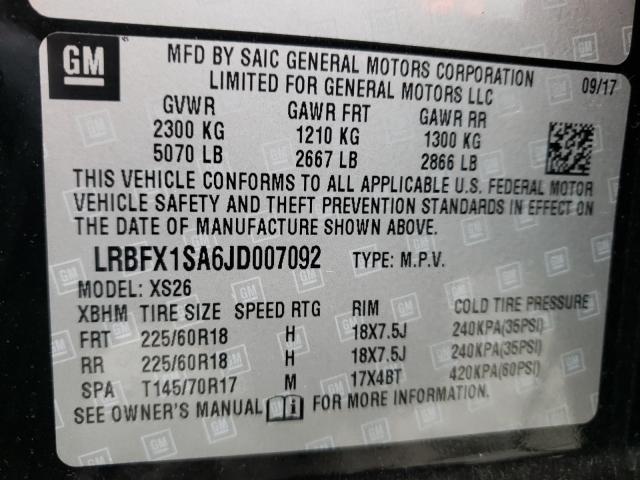 GM
MFD BY SAIC GENERAL MOTORS CORPORATION
LIMITED FOR GENERAL MOTORS LLC
09/17
GVWR GAWR FRT GAWR RR
2300 KG 1210 KG 1300 KG
5070 LB 2667 LB 2866 LB
THIS VEHICLE CONFORMS TO ALL APPLICABLE U.S. FEDERAL MOTOR
VEHICLE SAFETY AND THEFT PREVENTION STANDARDS IN EFFECT ON
THE DATE OF MANUFACTURE SHOWN ABOVE.
LRBFX1SA6JD007092 TYPE: M.P.V.
MODEL: XS26
XBHM TIRE SIZE SPEED RTG RIM COLD TIRE PRESSURE
FRT 225/60R18 H 18X7.5J 240KPA(35PSI)
RR 225/60R18 H 18X7.5J 240KPA(35PSI)
SPA T145/70R17 M 17X4BT 420KPA(60PSI)
SEE OWNER'S MANUAL i FOR MORE INFORMATION.